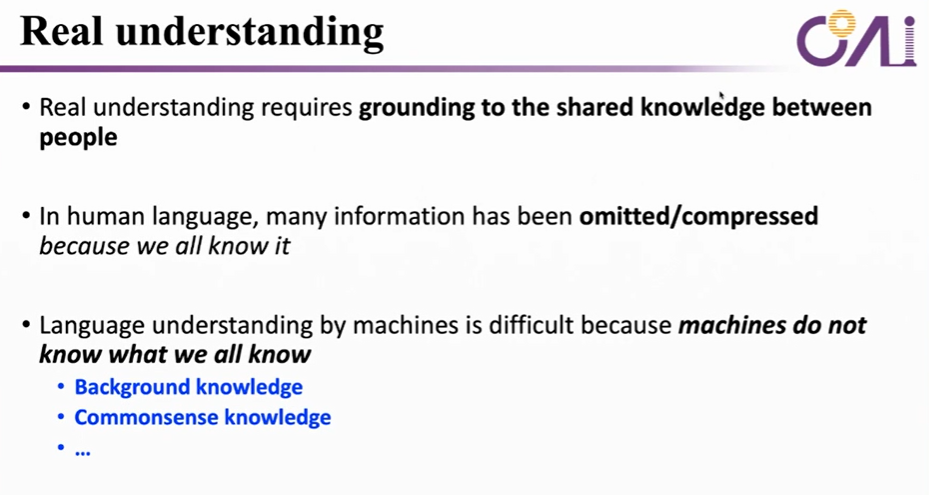 Real understanding
COAI
• Real understanding requires grounding to the shared knowledge between
people
• In human language, many information has been omitted/compressed
because we all know it
• Language understanding by machines is difficult because machines do not
know what we all know
• Background knowledge
• Commonsense knowledge
• ...